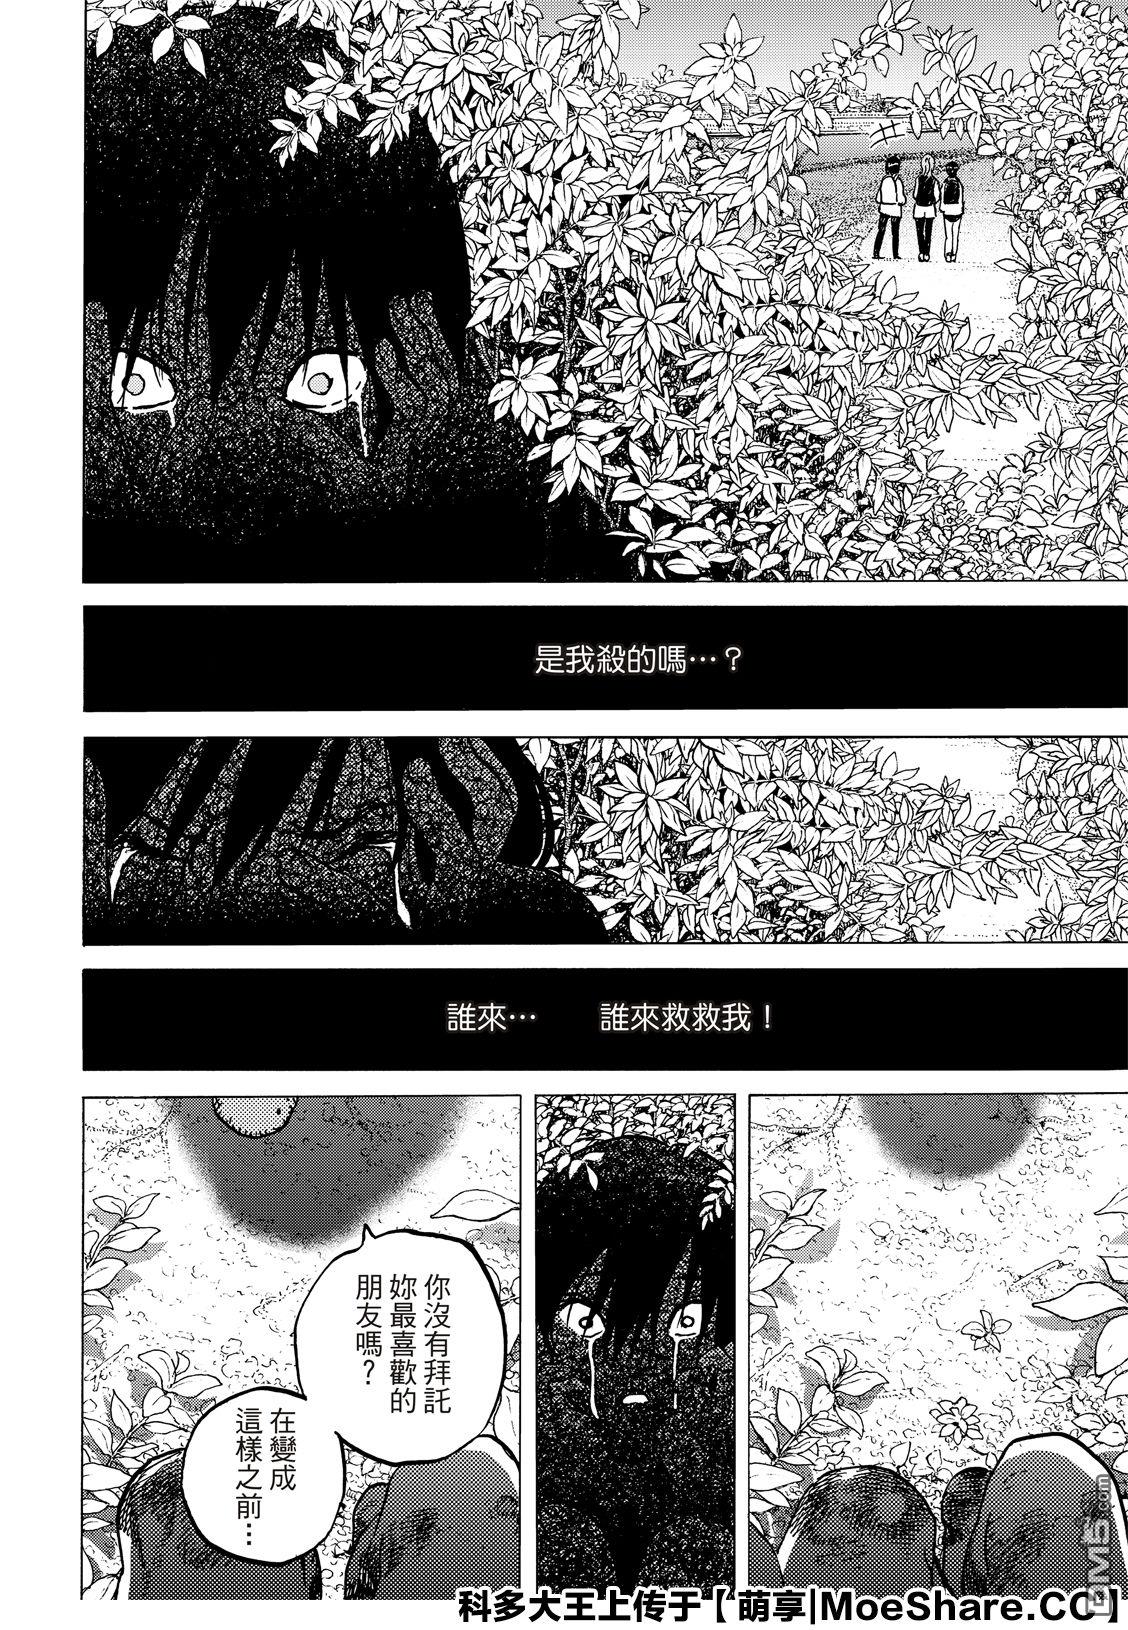 是我殺的嗎…？
誰來… 誰來救救我！
你沒有拜託
妳最喜歡的
朋友嗎？
在變成
這樣之前…
科多大王上传于【萌享|MoeShare.CC】